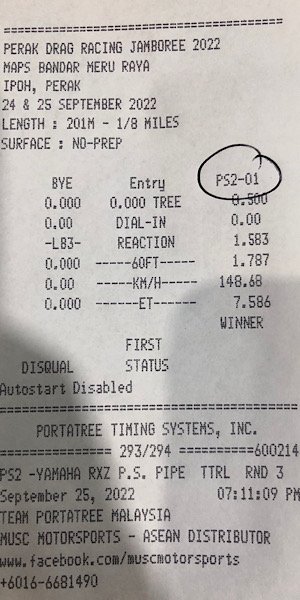 PERAK DRAG RACING JAMBOREE 2022
MAPS BANDAR MERU RAYA
IPOH, PERAK
24 & 25 SEPTEMBER 2022
LENGTH : 201M - 1/8 MILES
SURFACE : NO-PREP
BYE Entry PS2-01
0.000 0.000 TREE 0.500
0.00 DIAL-IN 0.00
-LB3- REACTION 1.583
0.000 ------60FT----- 1.787
0.00 -----KM/H----- 148.68
0.000 ------ET----- 7.586
WINNER
FIRST
DISQUAL STATUS
Autostart Disabled
PORTATREE TIMING SYSTEMS, INC.
=============== 293/294 ==========600214
PS2 -YAMAHA RXZ P.S. PIPE TTRL RND 3
September 25, 2022 07:11:09 PM
TEAM PORTATREE MALAYSIA
MUSC MOTORSPORTS - ASEAN DISTRIBUTOR
www.facebook.com/muscmotorsports
+6016-6681490